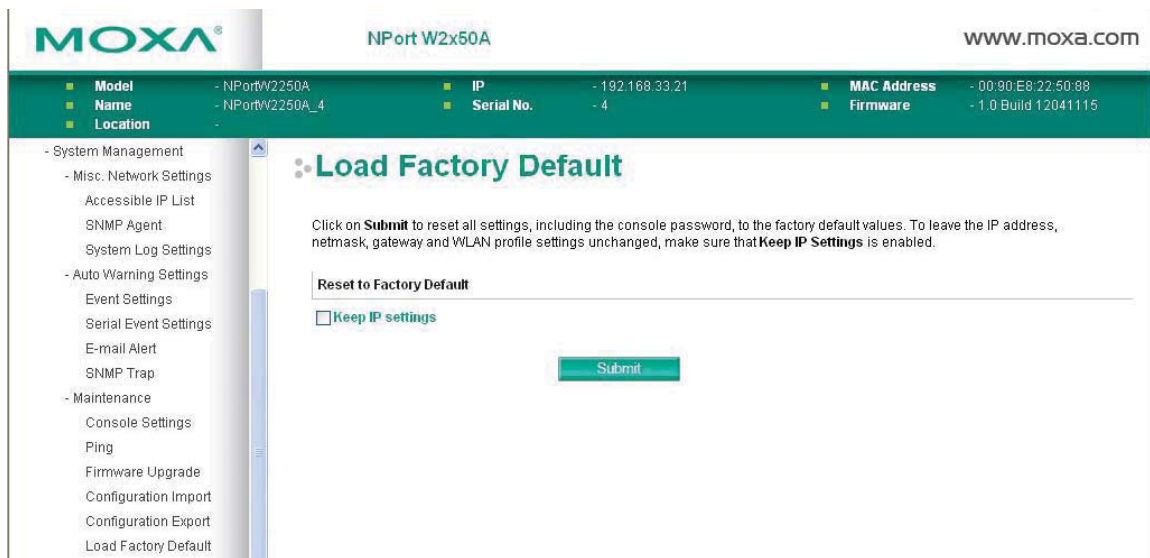 MOXA®
NPort W2x50A
www.moxa.com
Model - NPortW2250A
IP - 192.168.33.21
MAC Address - 00:90:E8:22:50:88
Name - NPortW2250A_4
Serial No. - 4
Firmware - 1.0 Build 12041115
Location -
- System Management
- Misc. Network Settings
Accessible IP List
SNMP Agent
System Log Settings
- Auto Warning Settings
Event Settings
Serial Event Settings
E-mail Alert
SNMP Trap
- Maintenance
Console Settings
Ping
Firmware Upgrade
Configuration Import
Configuration Export
Load Factory Default
Load Factory Default
Click on Submit to reset all settings, including the console password, to the factory default values. To leave the IP address,
netmask, gateway and WLAN profile settings unchanged, make sure that Keep IP Settings is enabled.
Reset to Factory Default
Keep IP settings
Submit